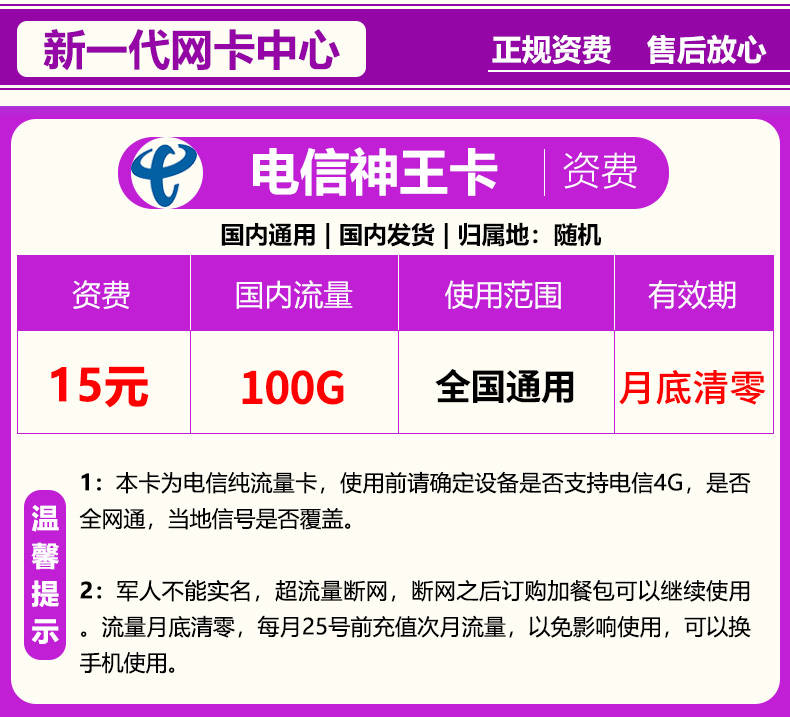 新一代网卡中心
正规资费 售后放心
电信神王卡 | 资费
国内通用 | 国内发货 | 归属地：随机
资费 国内流量 使用范围 有效期
15元 100G 全国通用 月底清零
温馨提示
1：本卡为电信纯流量卡，使用前请确定设备是否支持电信4G，是否
全网通，当地信号是否覆盖。
2：军人不能实名，超流量断网，断网之后订购加餐包可以继续使用
。流量月底清零，每月25号前充值次月流量，以免影响使用，可以换
手机使用。